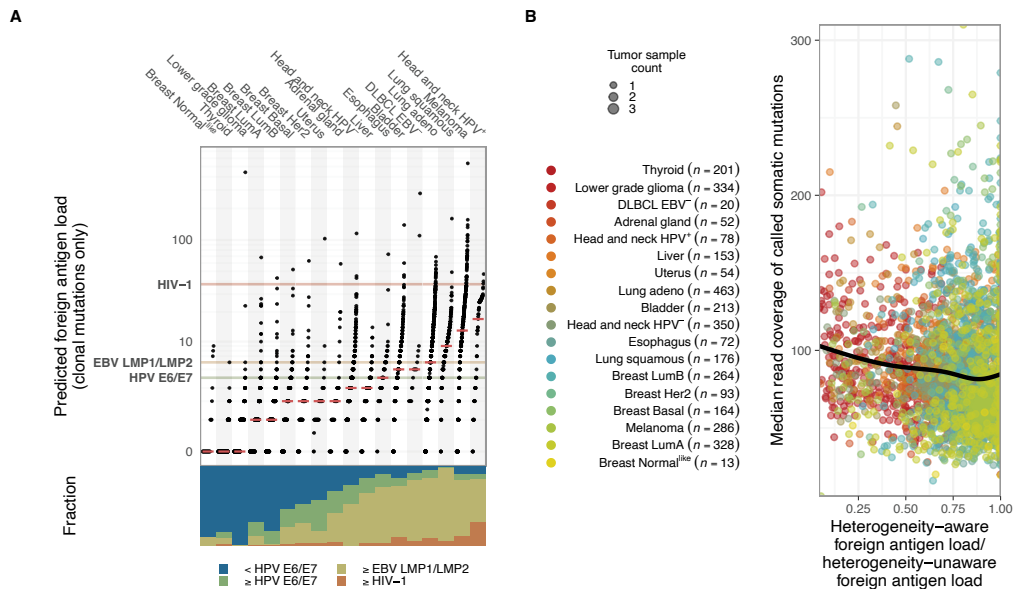 A
Breast Normal^like
Thyroid
Lower grade glioma
Breast LumA
Breast LumB
Breast Basal
Breast Her2
Uterus
Adrenal gland
Head and neck HPV⁻
Liver
Esophagus
Bladder
DLBCL EBV⁻
Lung adeno
Lung squamous
Melanoma
Head and neck HPV⁺
Predicted foreign antigen load
(clonal mutations only)
100
HIV−1
10
EBV LMP1/LMP2
HPV E6/E7
0
Fraction
< HPV E6/E7
≥ HPV E6/E7
≥ EBV LMP1/LMP2
≥ HIV−1
B
Tumor sample
count
1
2
3
Thyroid (n = 201)
Lower grade glioma (n = 334)
DLBCL EBV⁻ (n = 20)
Adrenal gland (n = 52)
Head and neck HPV⁺ (n = 78)
Liver (n = 153)
Uterus (n = 54)
Lung adeno (n = 463)
Bladder (n = 213)
Head and neck HPV⁻ (n = 350)
Esophagus (n = 72)
Lung squamous (n = 176)
Breast LumB (n = 264)
Breast Her2 (n = 93)
Breast Basal (n = 164)
Melanoma (n = 286)
Breast LumA (n = 328)
Breast Normal^like (n = 13)
Median read coverage of called somatic mutations
300
200
100
0.25 0.50 0.75 1.00
Heterogeneity−aware
foreign antigen load/
heterogeneity−unaware
foreign antigen load